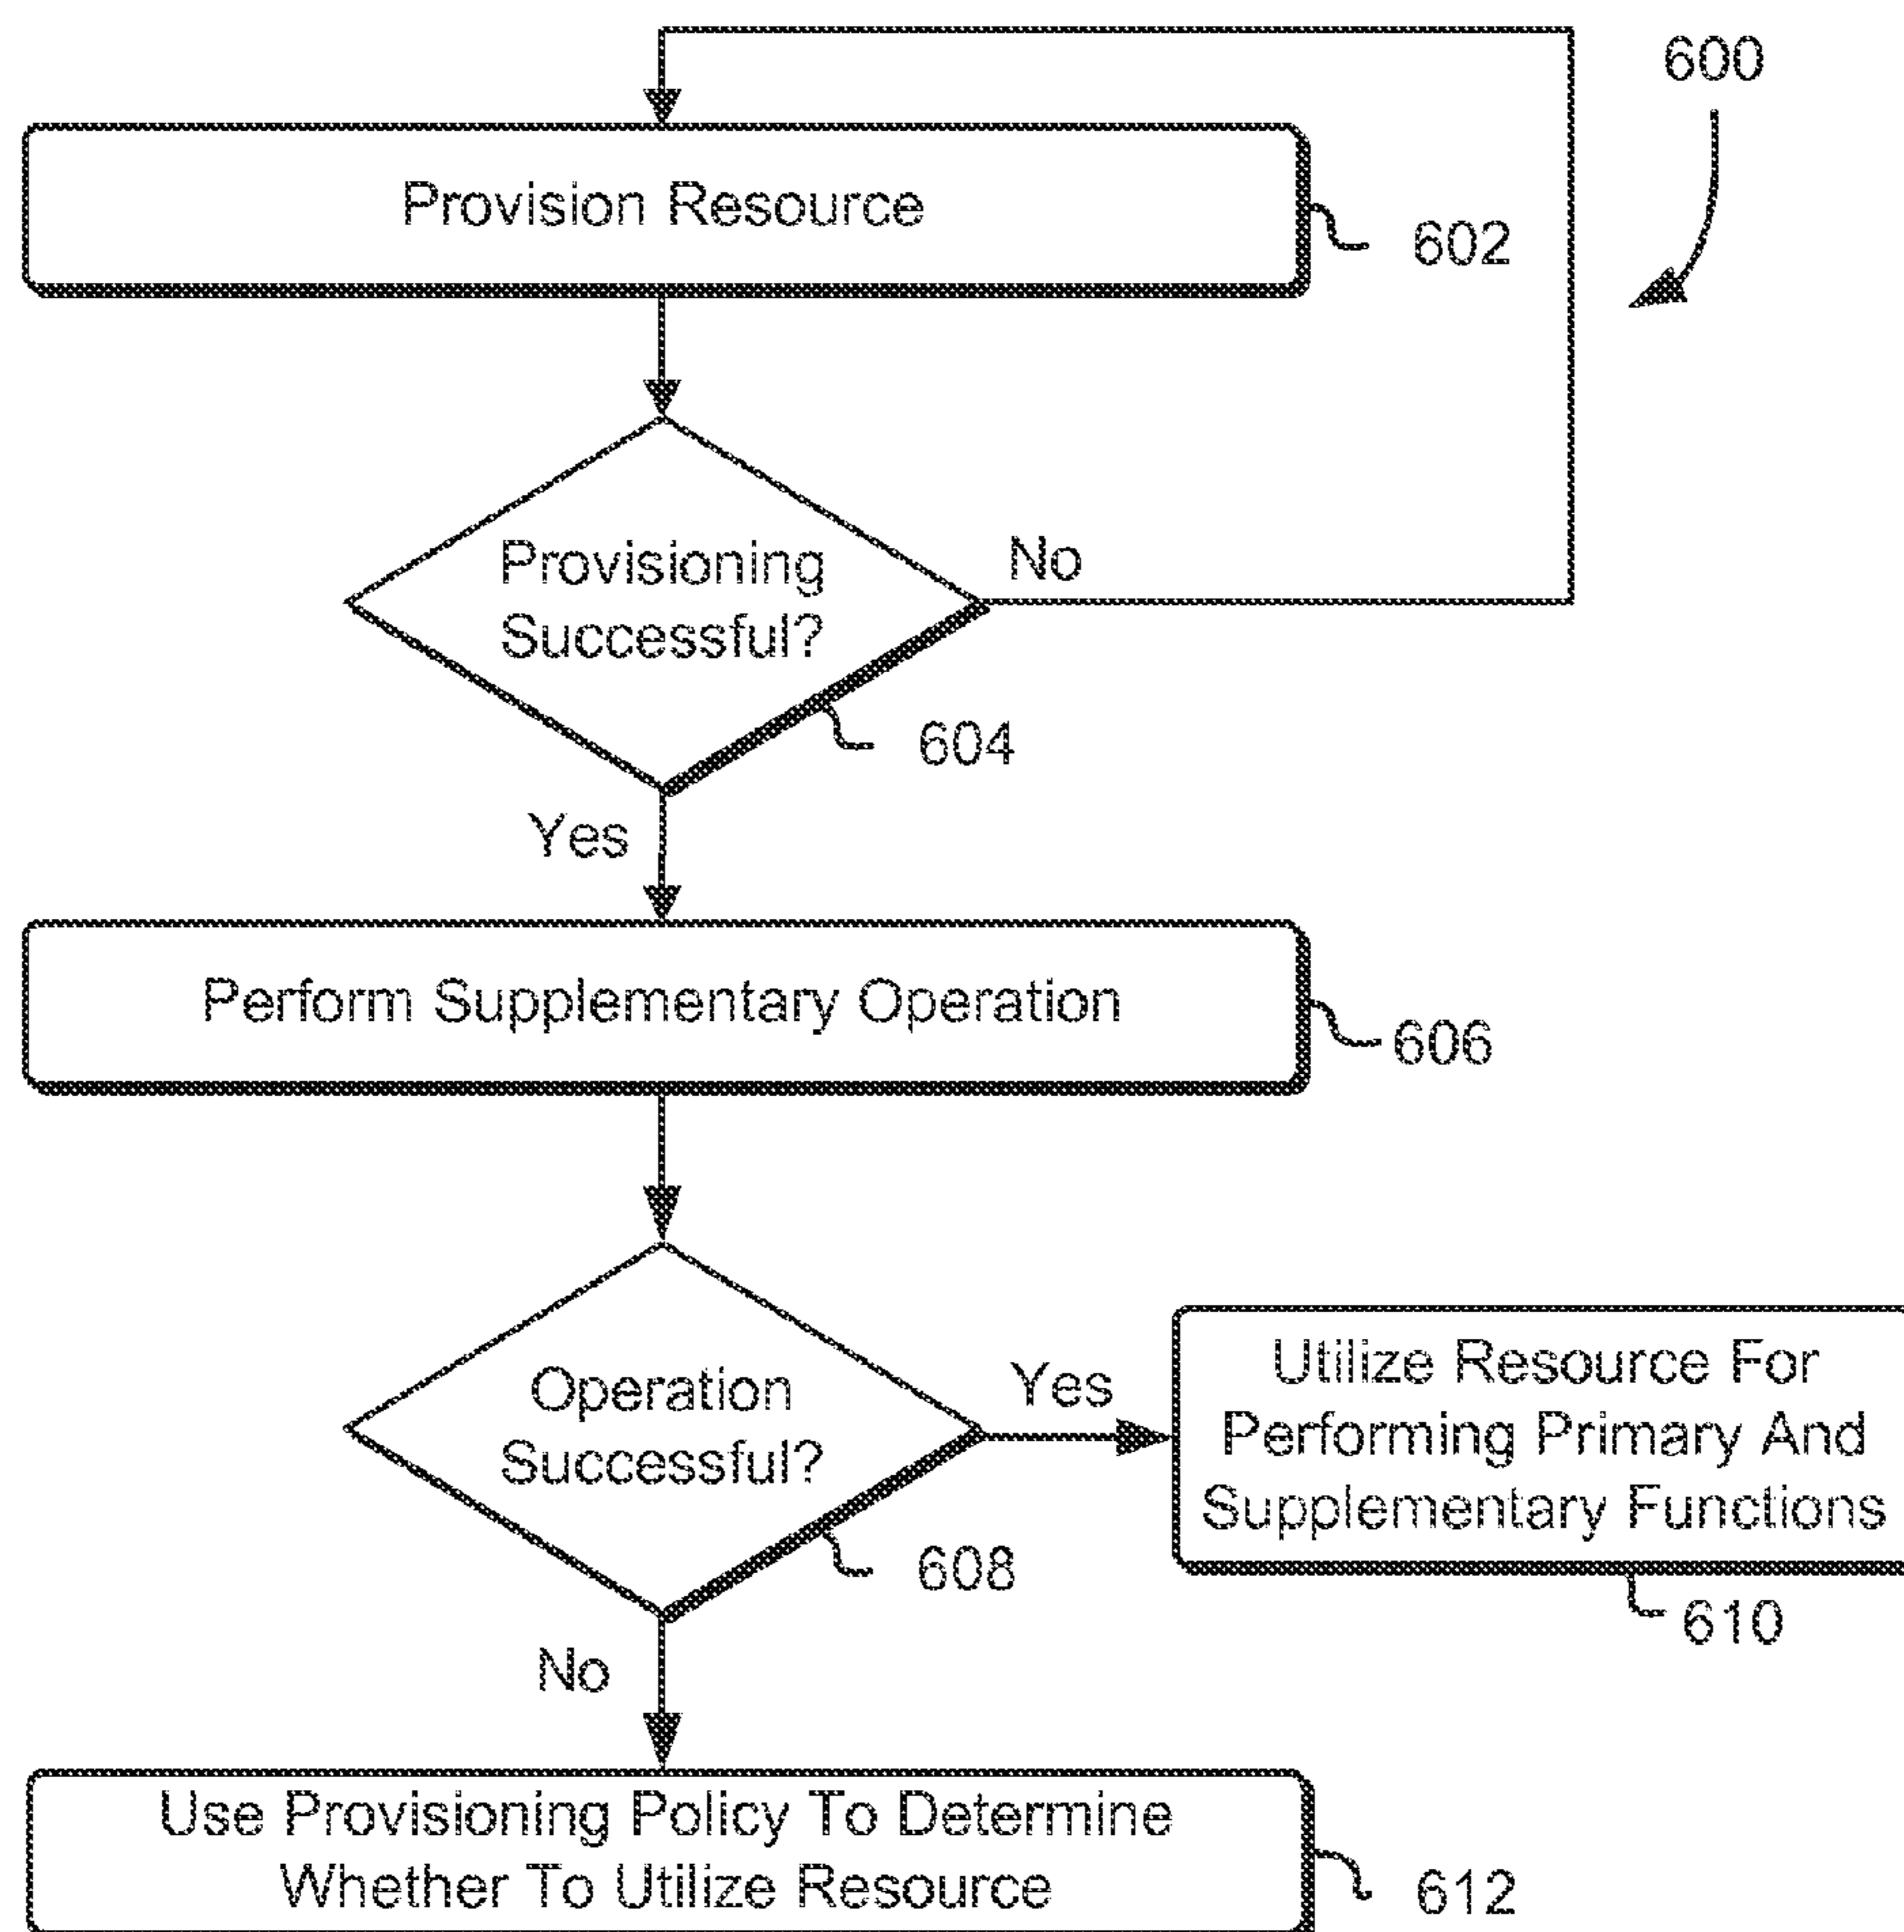 600
Provision Resource
602
Provisioning
Successful?
No
604
Yes
Perform Supplementary Operation
606
Operation
Successful?
Yes
Utilize Resource For
Performing Primary And
Supplementary Functions
608
610
No
Use Provisioning Policy To Determine
Whether To Utilize Resource
612